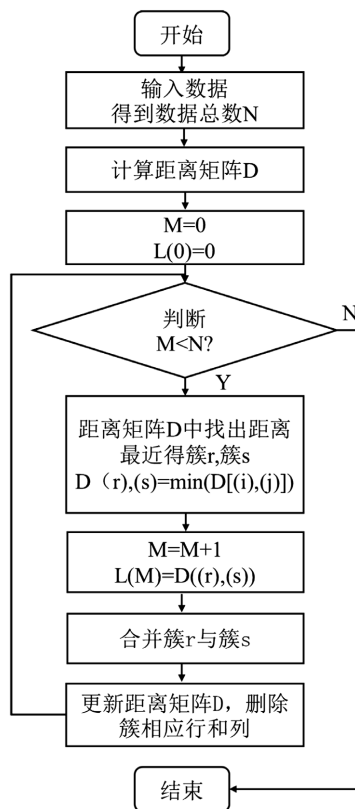 开始
输入数据
得到数据总数N
计算距离矩阵D
M=0
L(0)=0
判断
M<N?
N
Y
距离矩阵D中找出距离
最近得簇r,簇s
D（r),(s)=min(D[(i),(j)])
M=M+1
L(M)=D((r),(s))
合并簇r与簇s
更新距离矩阵D，删除
簇相应行和列
结束